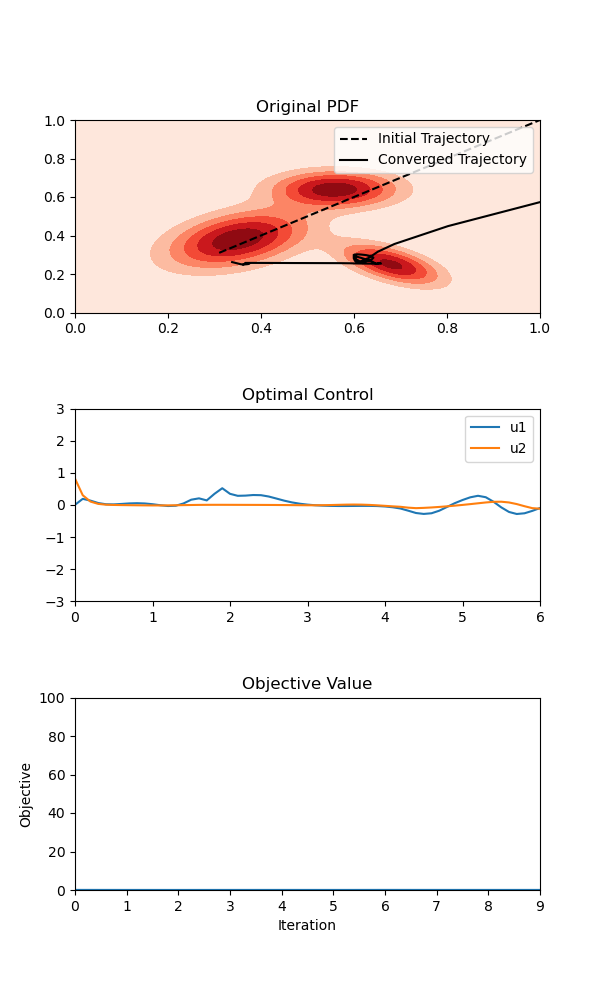 Original PDF
1.0
0.8
0.6
0.4
0.2
0.0
Initial Trajectory
Converged Trajectory
0.0 0.2 0.4 0.6 0.8 1.0
Optimal Control
3
2
1
0
−1
−2
−3
u1
u2
0 1 2 3 4 5 6
Objective Value
100
80
60
40
20
0
Objective
0 1 2 3 4 5 6 7 8 9
Iteration